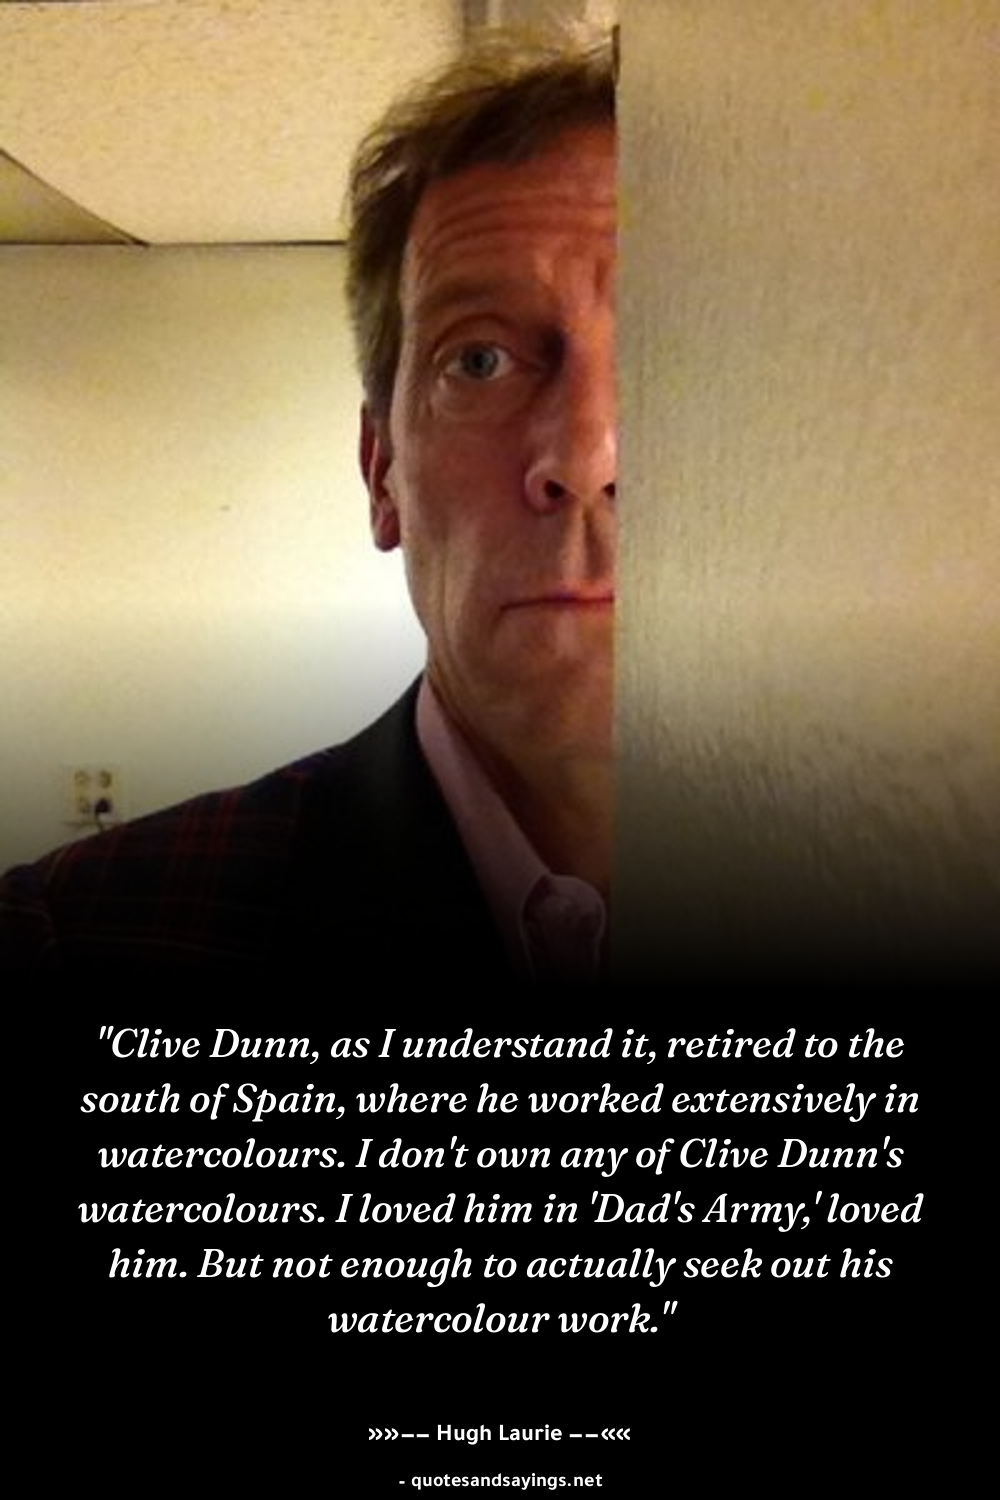 "Clive Dunn, as I understand it, retired to the
south of Spain, where he worked extensively in
watercolours. I don't own any of Clive Dunn's
watercolours. I loved him in 'Dad's Army,' loved
him. But not enough to actually seek out his
watercolour work."
»»–– Hugh Laurie ––««
- quotesandsayings.net